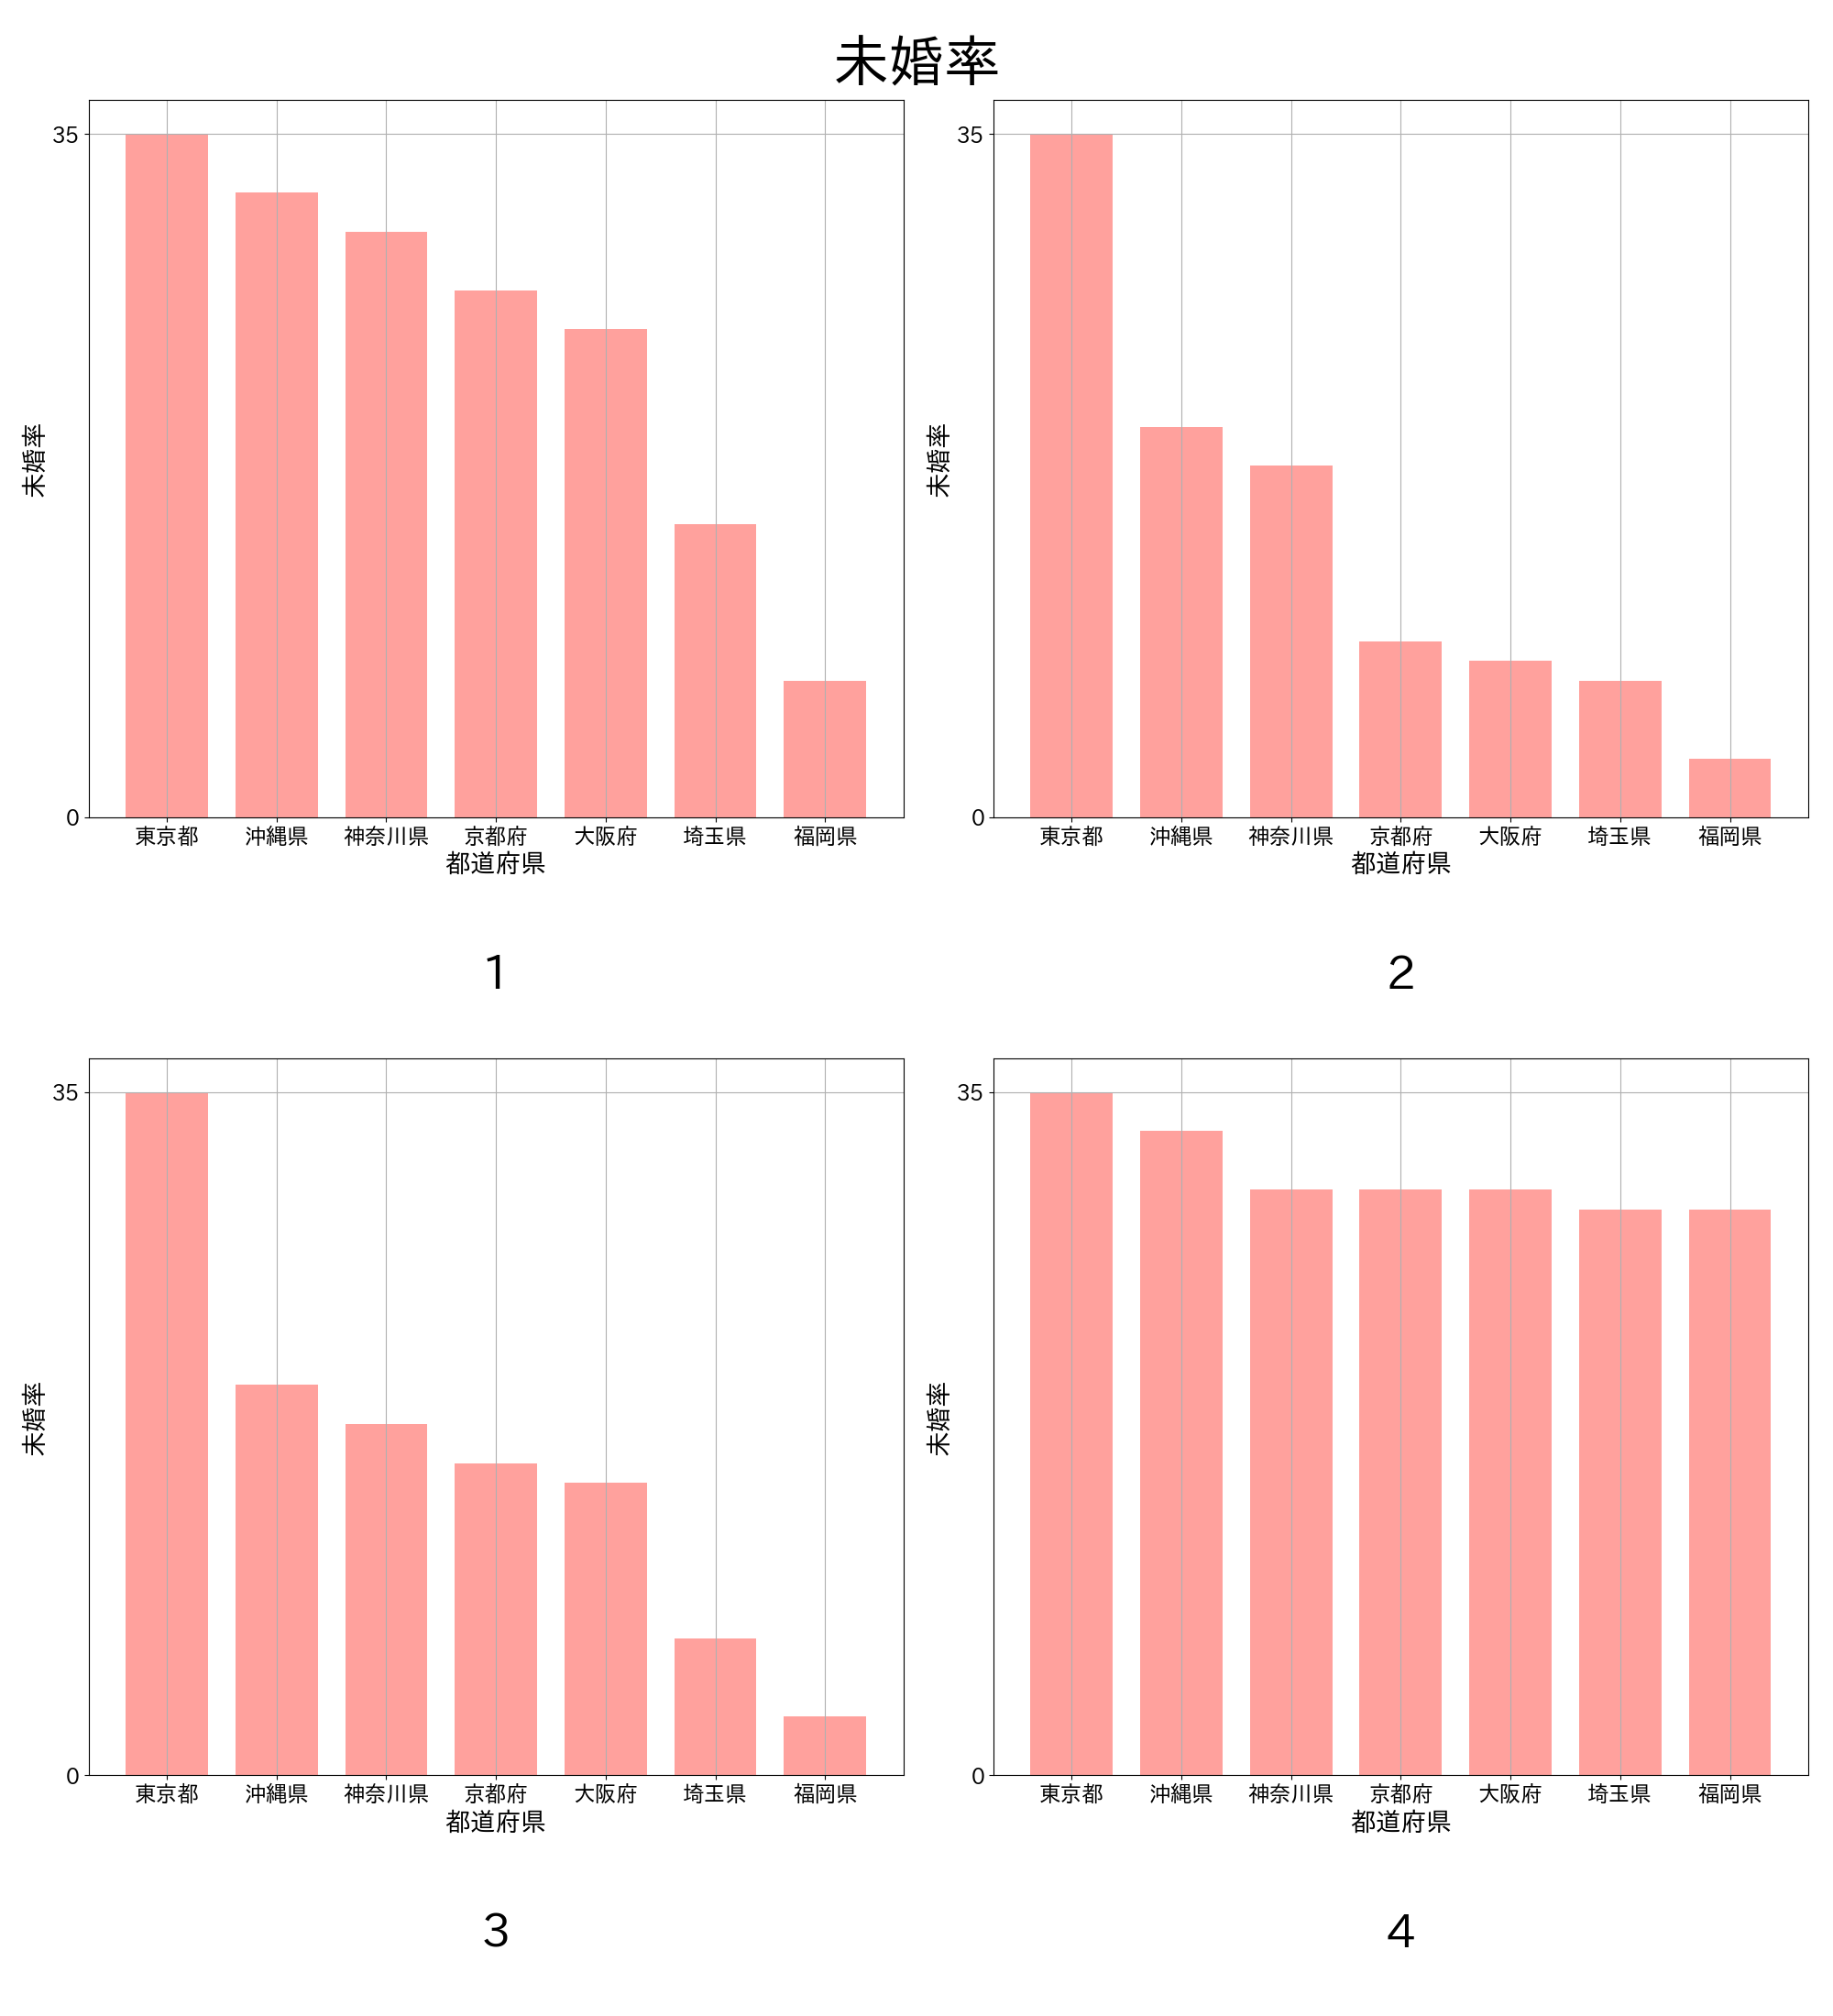 未婚率
35
0
未婚率
東京都 沖縄県 神奈川県 京都府 大阪府 埼玉県 福岡県
都道府県
1
35
0
未婚率
東京都 沖縄県 神奈川県 京都府 大阪府 埼玉県 福岡県
都道府県
2
35
0
未婚率
東京都 沖縄県 神奈川県 京都府 大阪府 埼玉県 福岡県
都道府県
3
35
0
未婚率
東京都 沖縄県 神奈川県 京都府 大阪府 埼玉県 福岡県
都道府県
4